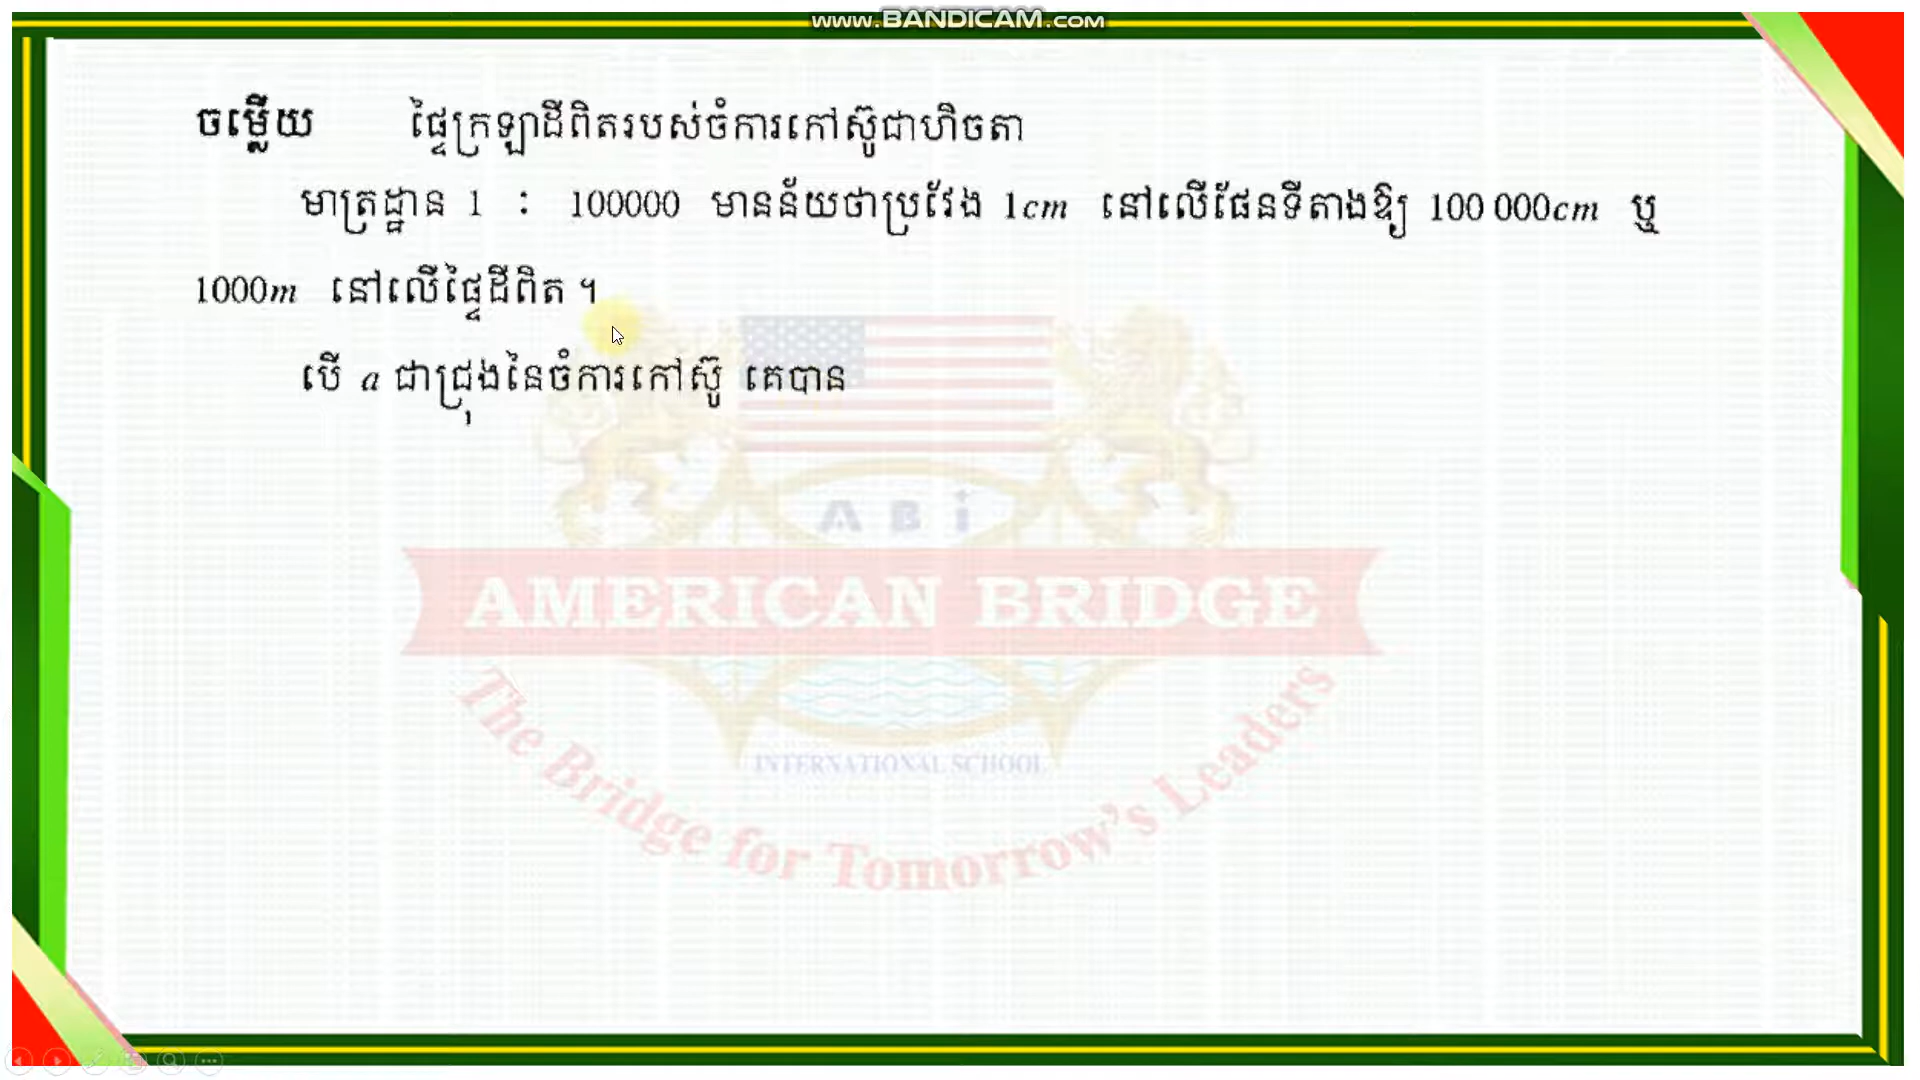 www.BANDICAM.com
ចម្លើយ ផ្ទៃក្រឡាដីពិតរបស់ចំការកៅស៊ូជាហិចតា
មាត្រដ្ឋាន 1 : 100000 មានន័យថាប្រវែង 1cm នៅលើផែនទីតាងឱ្យ 100 000cm ឬ
1000m នៅលើផ្ទៃដីពិត ។
បើ a ជាជ្រុងនៃចំការកៅស៊ូ គេបាន
A B i
AMERICAN BRIDGE
INTERNATIONAL SCHOOL
The Bridge for Tomorrow's Leaders